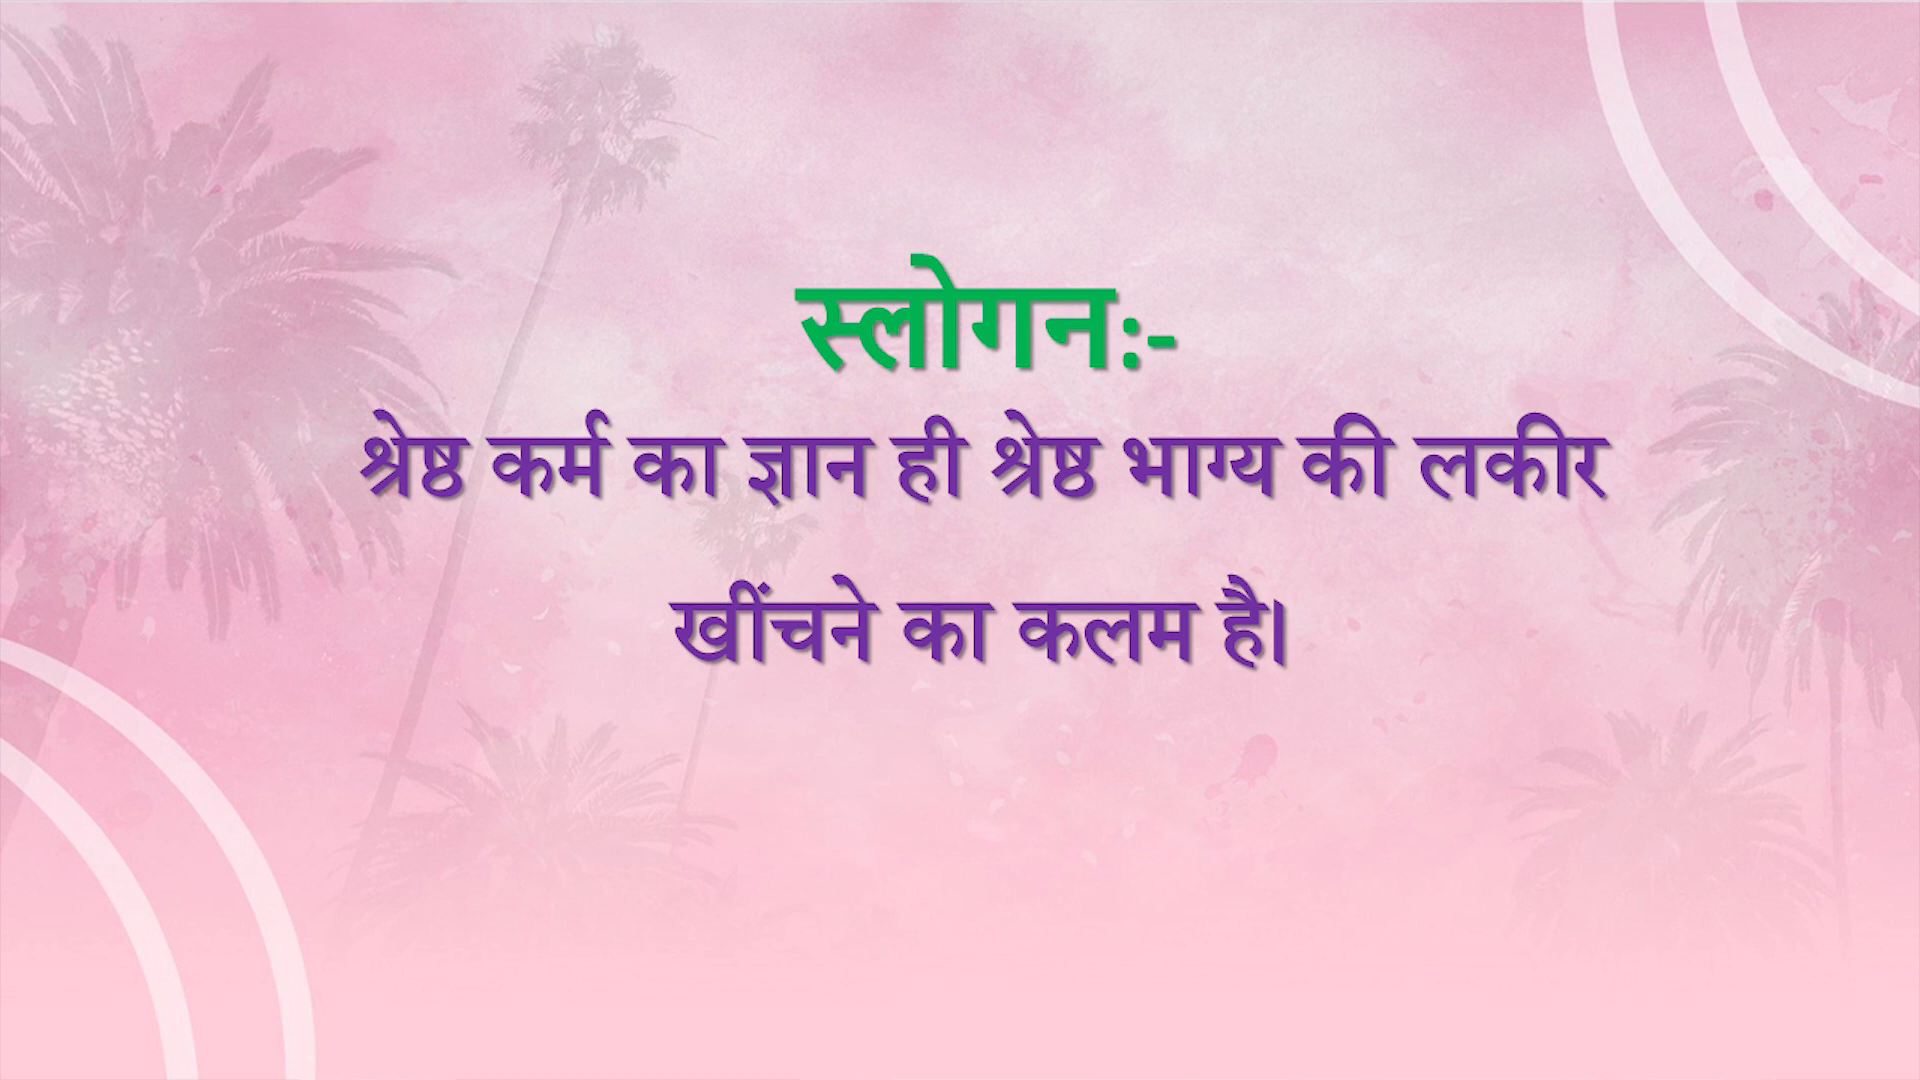 स्लोगन:-
श्रेष्ठ कर्म का ज्ञान ही श्रेष्ठ भाग्य की लकीर
खींचने का कलम है।